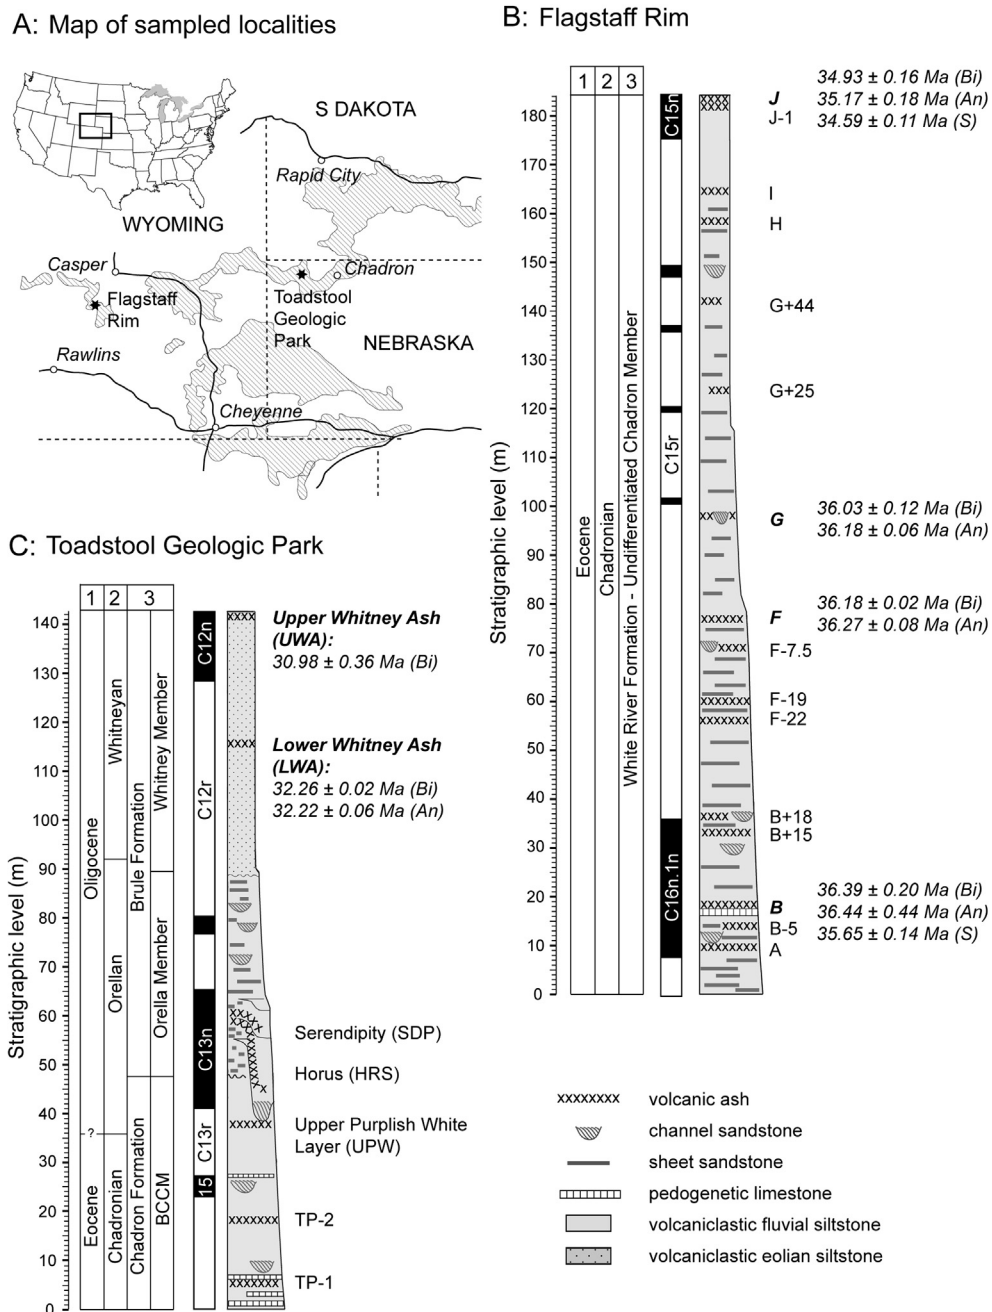 A: Map of sampled localities
S DAKOTA
Rapid City
WYOMING
Casper
Chadron
Flagstaff
Rim
Toadstool
Geologic
Park
NEBRASKA
Rawlins
Cheyenne
B: Flagstaff Rim
1 2 3
Stratigraphic level (m)
180
160
150
140
130
120
110
100
90
80
70
60
50
40
30
20
10
0
Eocene
Chadronian
White River Formation - Undifferentiated Chadron Member
C15n
C15r
C16n.1n
34.93 ± 0.16 Ma (Bi)
J 35.17 ± 0.18 Ma (An)
J-1 34.59 ± 0.11 Ma (S)
I
H
G+44
G+25
36.03 ± 0.12 Ma (Bi)
G 36.18 ± 0.06 Ma (An)
36.18 ± 0.02 Ma (Bi)
F 36.27 ± 0.08 Ma (An)
F-7.5
F-19
F-22
B+18
B+15
36.39 ± 0.20 Ma (Bi)
B 36.44 ± 0.44 Ma (An)
B-5 35.65 ± 0.14 Ma (S)
A
C: Toadstool Geologic Park
1 2 3
Stratigraphic level (m)
140
130
120
110
100
90
80
70
60
50
40
30
20
10
0
Oligocene
Eocene
?
Whitneyan
Orellan
Chadronian
Brule Formation
Chadron Formation
Whitney Member
Orella Member
BCCM
C12n
C12r
C13n
C13r
15
Upper Whitney Ash
(UWA):
30.98 ± 0.36 Ma (Bi)
Lower Whitney Ash
(LWA):
32.26 ± 0.02 Ma (Bi)
32.22 ± 0.06 Ma (An)
Serendipity (SDP)
Horus (HRS)
Upper Purplish White
Layer (UPW)
TP-2
TP-1
volcanic ash
channel sandstone
sheet sandstone
pedogenetic limestone
volcaniclastic fluvial siltstone
volcaniclastic eolian siltstone